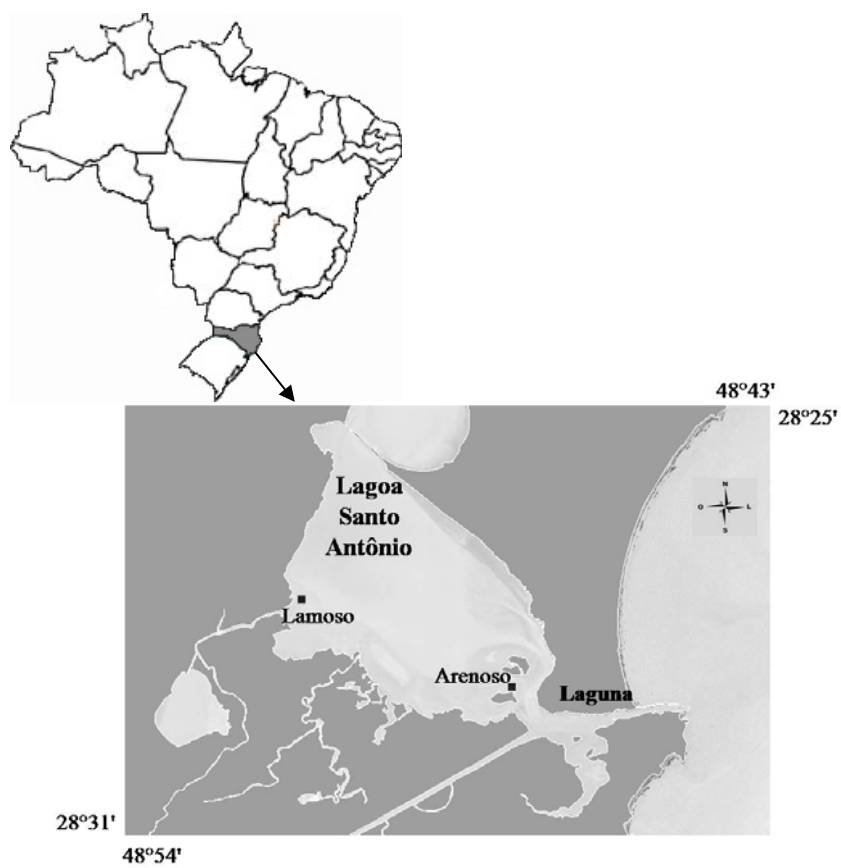 48°43'
28°25'
Lagoa
Santo
Antônio
N
O L
S
Lamoso
Arenoso
Laguna
28°31'
48°54'